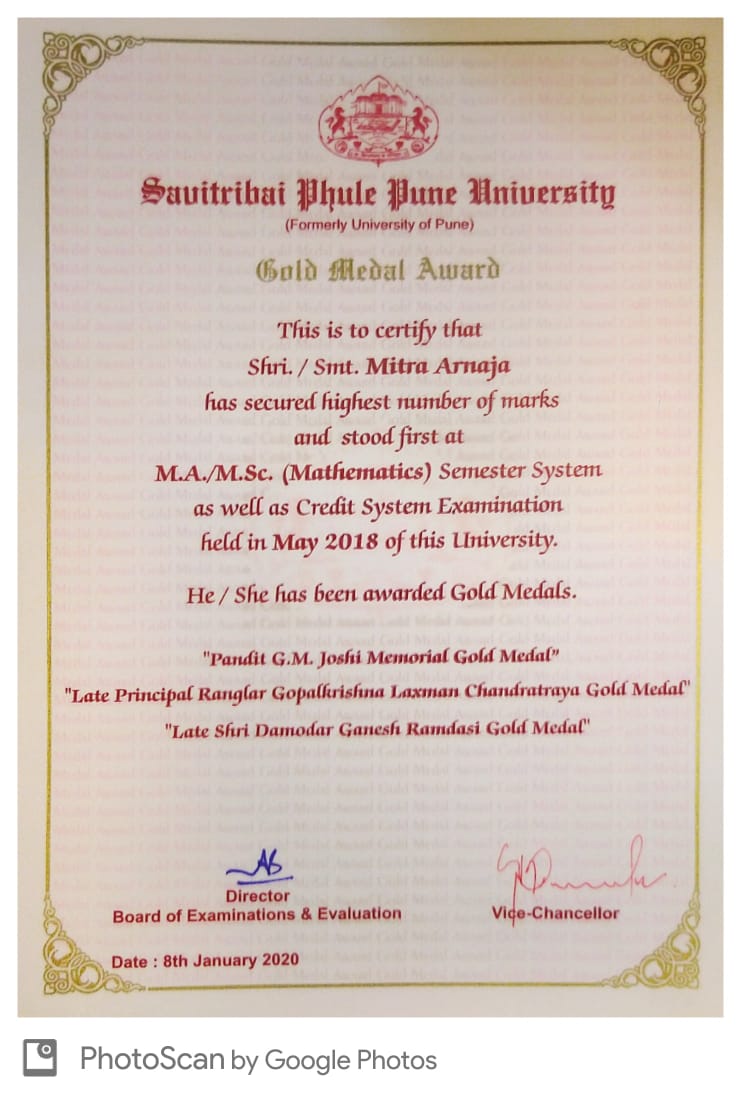 Savitribai Phule Pune University
(Formerly University of Pune)
Gold Medal Award
This is to certify that
Shri. / Smt. Mitra Arnaja
has secured highest number of marks
and stood first at
M.A./M.Sc. (Mathematics) Semester System
as well as Credit System Examination
held in May 2018 of this University.
He / She has been awarded Gold Medals.
"Pandit G.M. Joshi Memorial Gold Medal"
"Late Principal Ranglar Gopalkrishna Laxman Chandratraya Gold Medal"
"Late Shri Damodar Ganesh Ramdasi Gold Medal"
Director
Board of Examinations & Evaluation
Vice-Chancellor
Date : 8th January 2020
PhotoScan by Google Photos